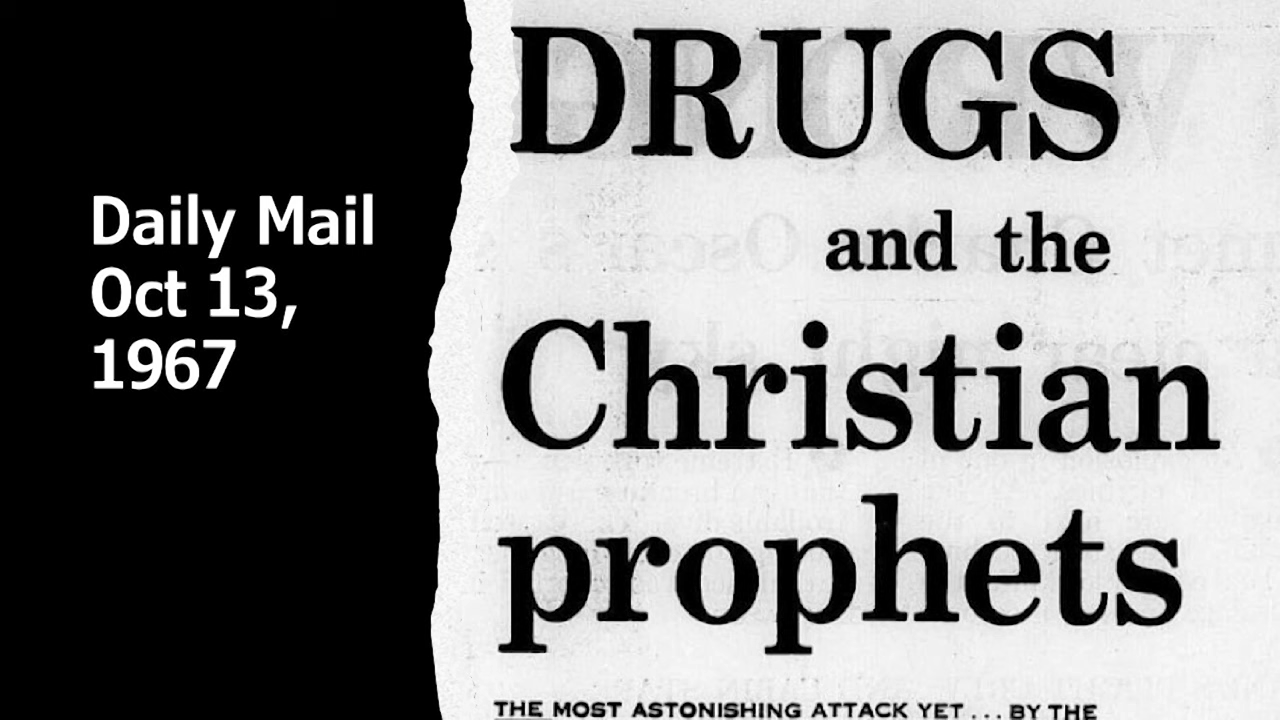 Daily Mail
Oct 13,
1967
DRUGS
and the
Christian
prophets
THE MOST ASTONISHING ATTACK YET ... BY THE